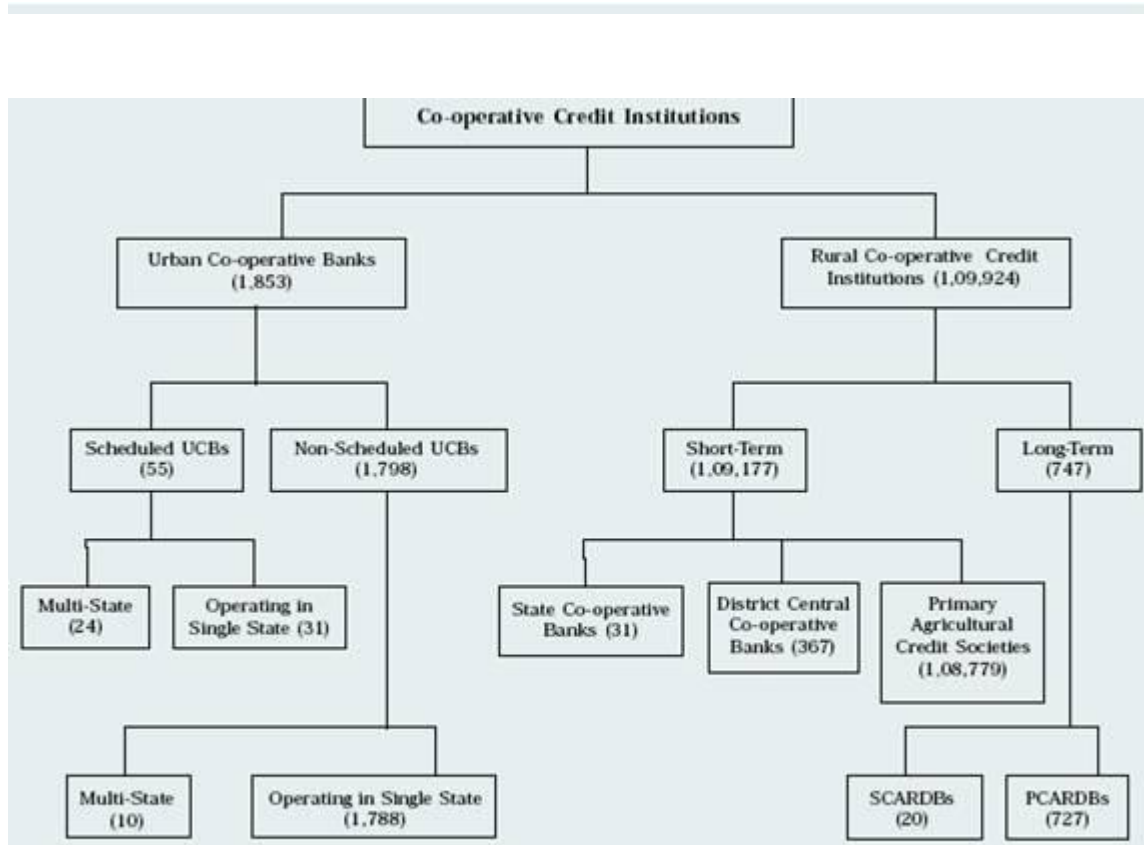 Co-operative Credit Institutions
Urban Co-operative Banks
(1,853)
Rural Co-operative Credit
Institutions (1,09,924)
Scheduled UCBs
(55)
Non-Scheduled UCBs
(1,798)
Short-Term
(1,09,177)
Long-Term
(747)
Multi-State
(24)
Operating in
Single State (31)
State Co-operative
Banks (31)
District Central
Co-operative
Banks (367)
Primary
Agricultural
Credit Societies
(1,08,779)
Multi-State
(10)
Operating in Single State
(1,788)
SCARDBs
(20)
PCARDBs
(727)